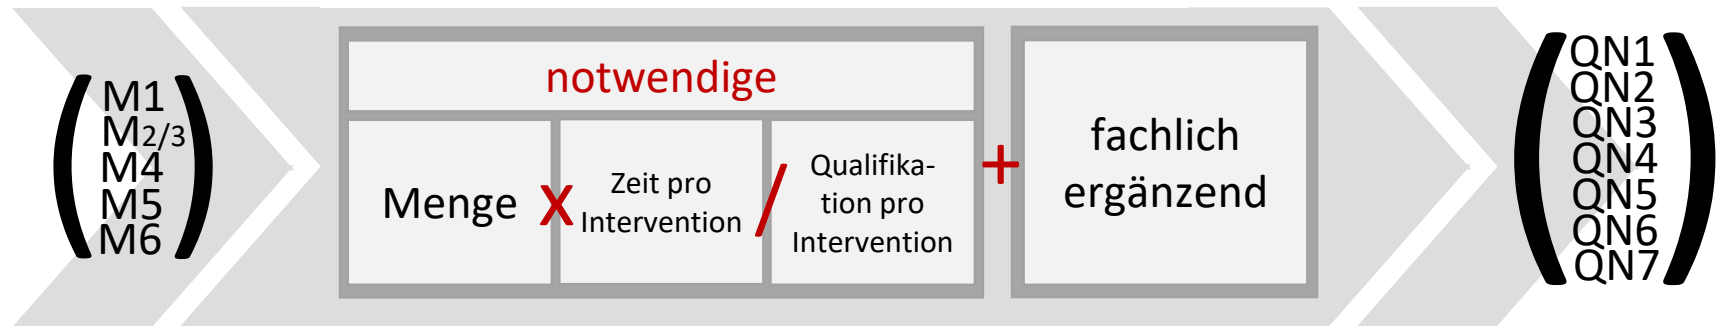 M1
M2/3
M4
M5
M6
notwendige
Menge
x
Zeit pro
Intervention
/
Qualifika-
tion pro
Intervention
+
fachlich
ergänzend
QN1
QN2
QN3
QN4
QN5
QN6
QN7